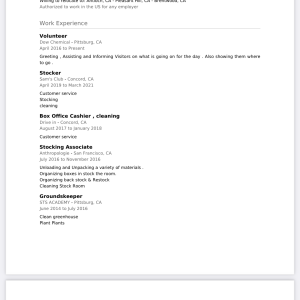 Willing to relocate to: Antioch, CA - Pleasant Hill, CA - Brentwood, CA
Authorized to work in the US for any employer
Work Experience
Volunteer
Dow Chemical - Pittsburg, CA
April 2016 to Present
Greeting , Assisting and Informing Visitors on what is going on for the day . Also showing them where
to go .
Stocker
Sam's Club - Concord, CA
April 2019 to March 2021
Customer service
Stocking
cleaning
Box Office Cashier , cleaning
Drive in - Concord, CA
August 2017 to January 2018
Customer service
Stocking Associate
Anthropologie - San Francisco, CA
July 2016 to November 2016
Unloading and Unpacking a variety of materials .
Organizing boxes in stock the room.
Organizing back stock & Restock
Cleaning Stock Room
Groundskeeper
STS ACADEMY - Pittsburg, CA
June 2014 to July 2016
Clean greenhouse
Plant Plants